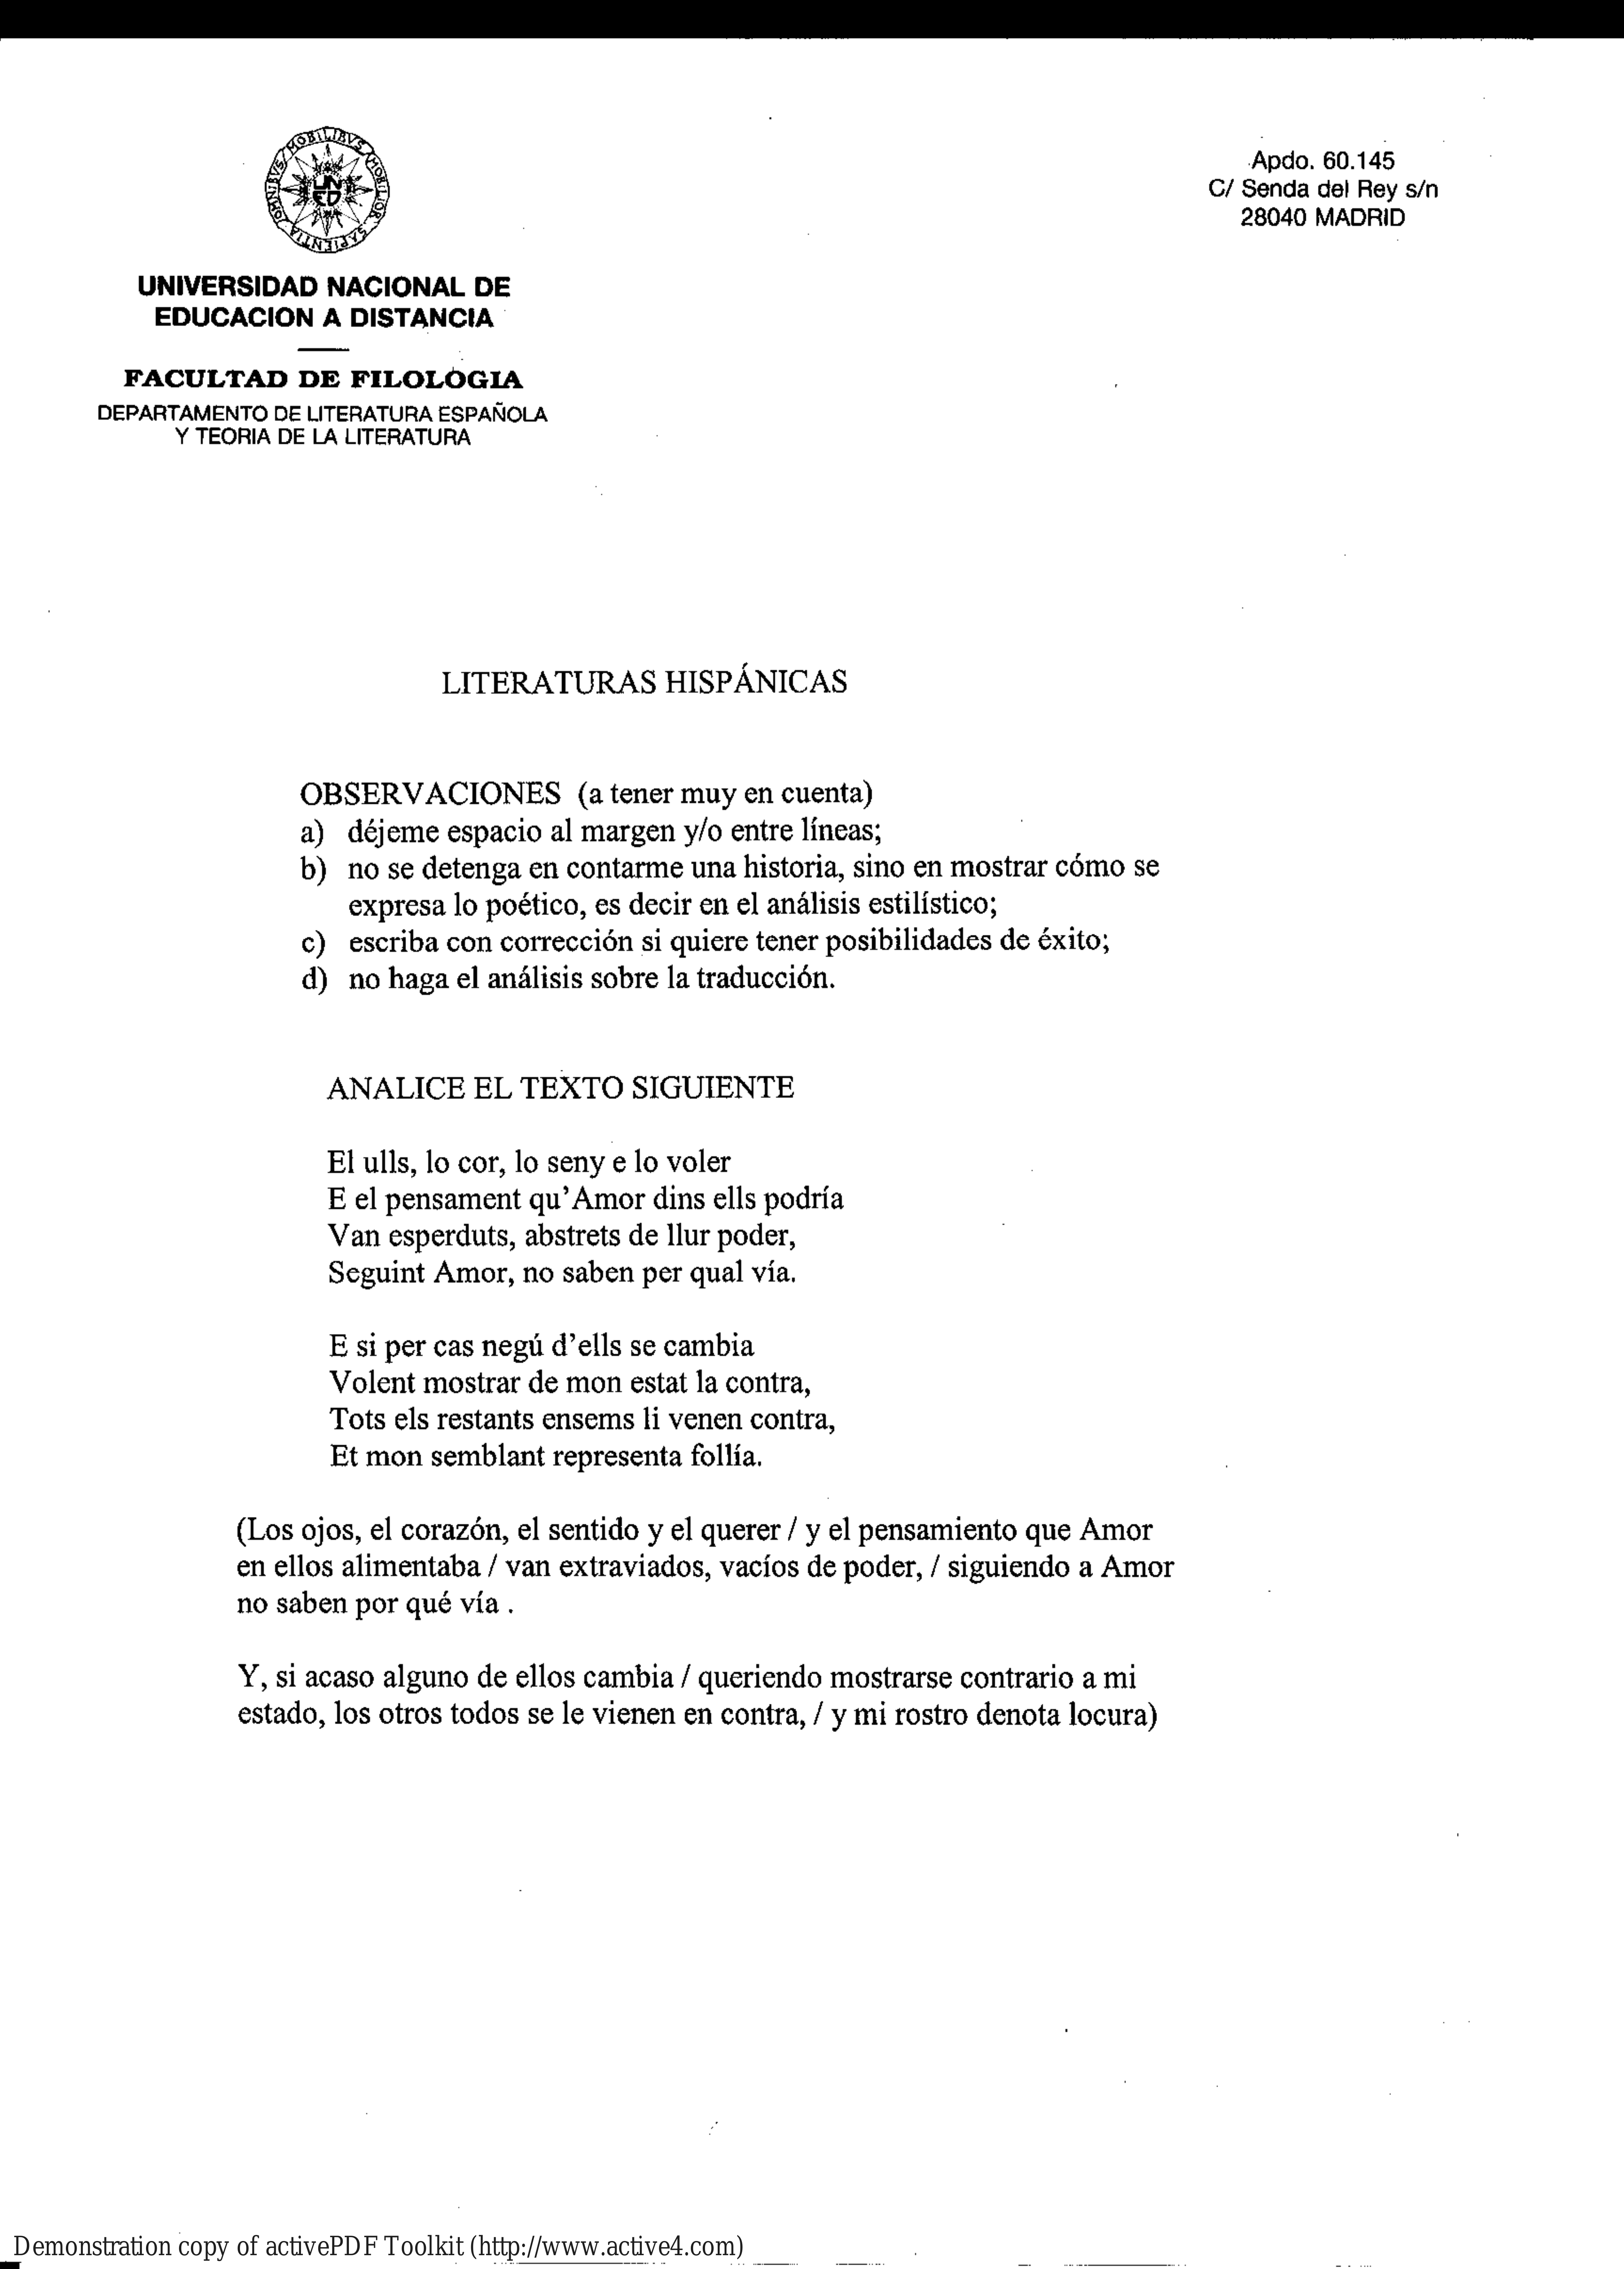 OMNIBVS MOBILIBVS MOBILIOR SAPIENTIA
UNED
Apdo. 60.145
C/ Senda del Rey s/n
28040 MADRID
UNIVERSIDAD NACIONAL DE
EDUCACION A DISTANCIA
FACULTAD DE FILOLOGIA
DEPARTAMENTO DE LITERATURA ESPAÑOLA
Y TEORIA DE LA LITERATURA
LITERATURAS HISPÁNICAS
OBSERVACIONES (a tener muy en cuenta)
a) déjeme espacio al margen y/o entre líneas;
b) no se detenga en contarme una historia, sino en mostrar cómo se
expresa lo poético, es decir en el análisis estilístico;
c) escriba con corrección si quiere tener posibilidades de éxito;
d) no haga el análisis sobre la traducción.
ANALICE EL TEXTO SIGUIENTE
El ulls, lo cor, lo seny e lo voler
E el pensament qu'Amor dins ells podría
Van esperduts, abstrets de llur poder,
Seguint Amor, no saben per qual vía.
E si per cas negú d'ells se cambia
Volent mostrar de mon estat la contra,
Tots els restants ensems li venen contra,
Et mon semblant representa follía.
(Los ojos, el corazón, el sentido y el querer / y el pensamiento que Amor
en ellos alimentaba / van extraviados, vacíos de poder, / siguiendo a Amor
no saben por qué vía .
Y, si acaso alguno de ellos cambia / queriendo mostrarse contrario a mi
estado, los otros todos se le vienen en contra, / y mi rostro denota locura)
Demonstration copy of activePDF Toolkit (http://www.active4.com)